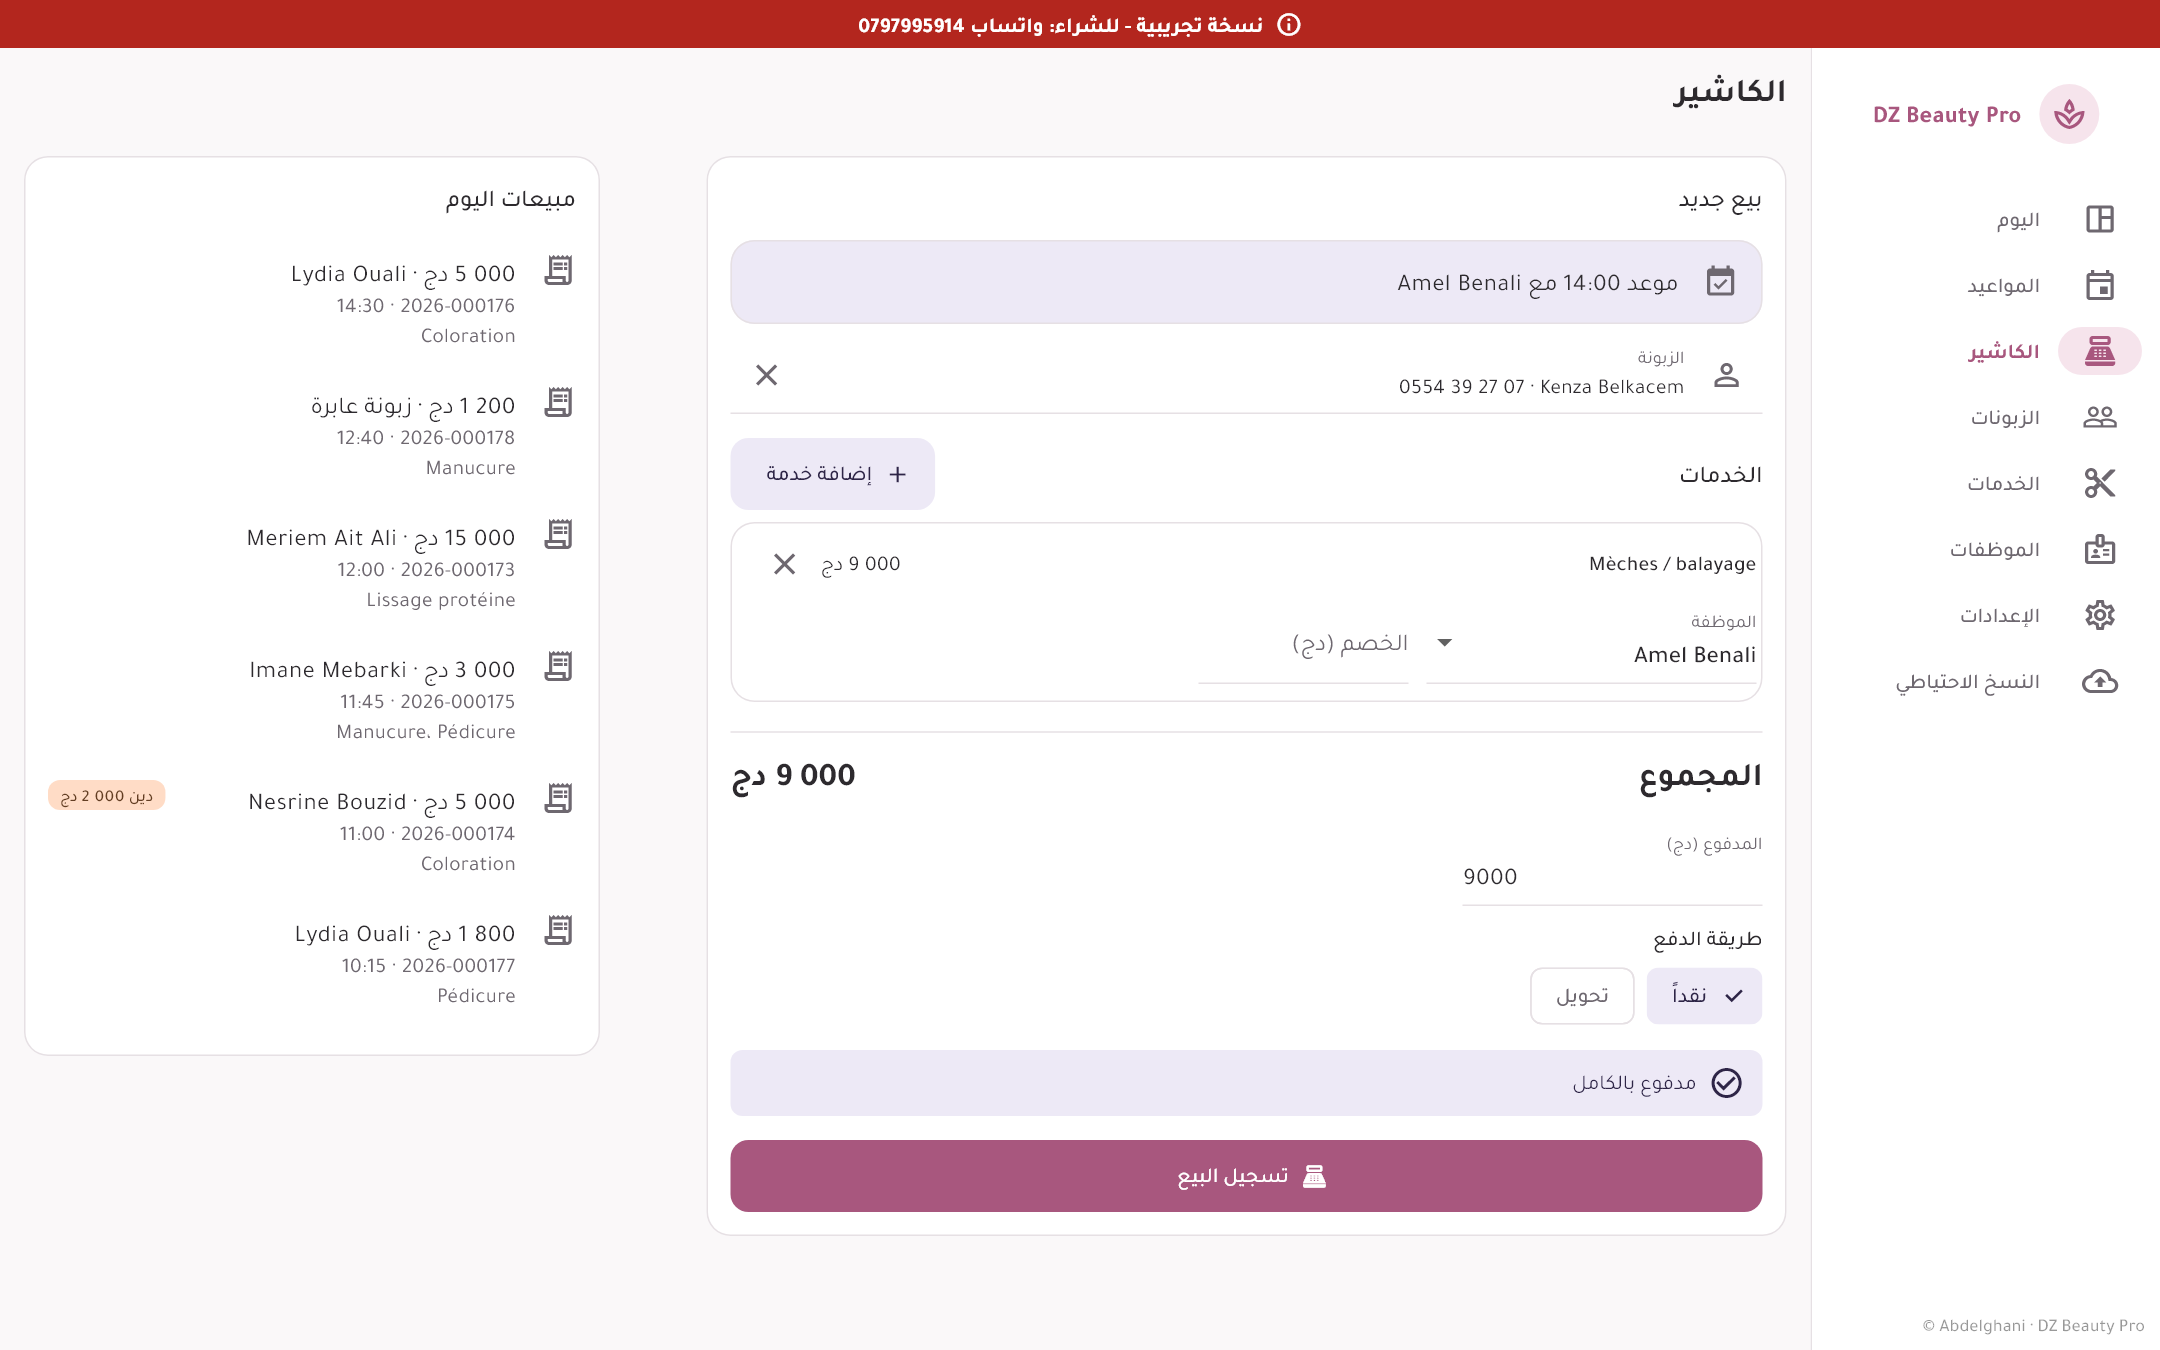 نسخة تجريبية - للشراء: واتساب 0797995914
DZ Beauty Pro
اليوم
المواعيد
الكاشير
الزبونات
الخدمات
الموظفات
الإعدادات
النسخ الاحتياطي
© Abdelghani · DZ Beauty Pro
الكاشير
بيع جديد
موعد 14:00 مع Amel Benali
الزبونة
Kenza Belkacem · 0554 39 27 07
الخدمات
إضافة خدمة
Mèches / balayage
9 000 دج
الموظفة
Amel Benali
الخصم (دج)
المجموع
9 000 دج
المدفوع (دج)
9000
طريقة الدفع
نقداً
تحويل
مدفوع بالكامل
تسجيل البيع
مبيعات اليوم
5 000 دج · Lydia Ouali
2026-000176 · 14:30
Coloration
1 200 دج · زبونة عابرة
2026-000178 · 12:40
Manucure
15 000 دج · Meriem Ait Ali
2026-000173 · 12:00
Lissage protéine
3 000 دج · Imane Mebarki
2026-000175 · 11:45
Manucure، Pédicure
5 000 دج · Nesrine Bouzid
دين 000 2 دج
2026-000174 · 11:00
Coloration
1 800 دج · Lydia Ouali
2026-000177 · 10:15
Pédicure